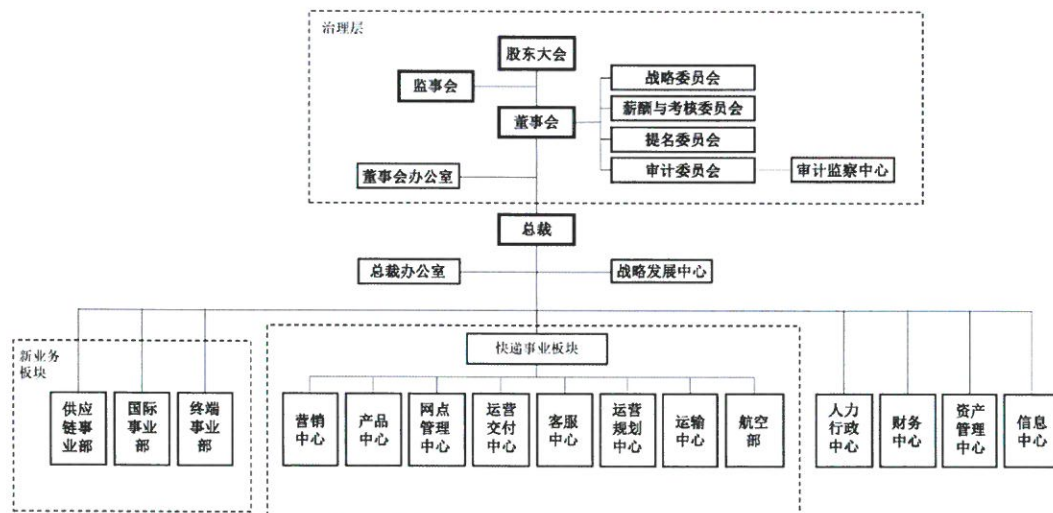 治理层
股东大会
监事会
董事会
战略委员会
薪酬与考核委员会
提名委员会
审计委员会
审计监察中心
董事会办公室
总裁
总裁办公室
战略发展中心
新业务
板块
快递事业板块
供应
链事
业部
国际
事业
部
终端
事业
部
营销
中心
产品
中心
网点
管理
中心
运营
交付
中心
客服
中心
运营
规划
中心
运输
中心
航空
部
人力
行政
中心
财务
中心
资产
管理
中心
信息
中心